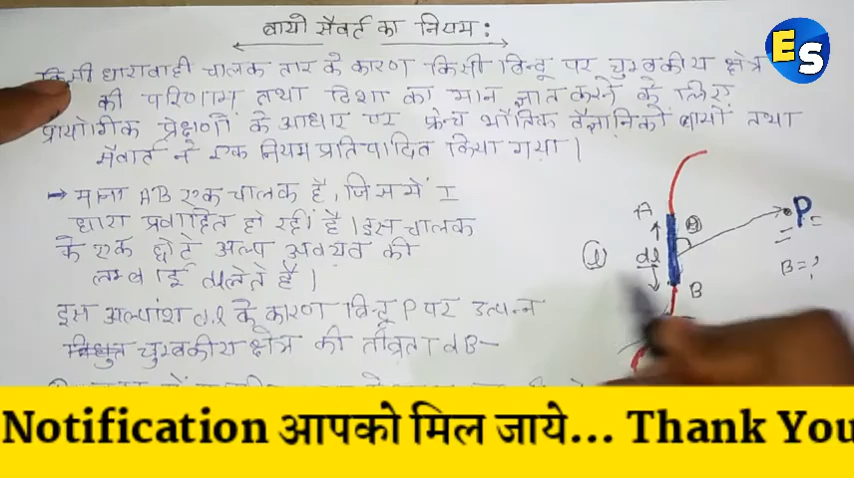 बायो सैवर्त का नियम:
ES
किसी धारावाही चालक तार के कारण किसी बिन्दू पर चुम्बकीय क्षेत्र
की परिणाम तथा दिशा का मान ज्ञात करने के लिए
प्रायोगीक प्रेक्षणों के आधार पर फ्रेन्च भौतिक वैज्ञानिकों बायो तथा
सैवार्त ने एक नियम प्रतिपादित किया गया।
→ माना AB एक चालक है, जिसमें I
धारा प्रवाहित हो रही है। इस चालक
के एक छोटे अल्प अवयव की
लम्बाई dl लेते है।
इस अल्पांश dl के कारण बिन्दू P पर उत्पन्न
चुम्बकीय क्षेत्र की तीव्रता dB–
A
θ
P =
l
dl
B = ?
B
Notification आपको मिल जाये... Thank You